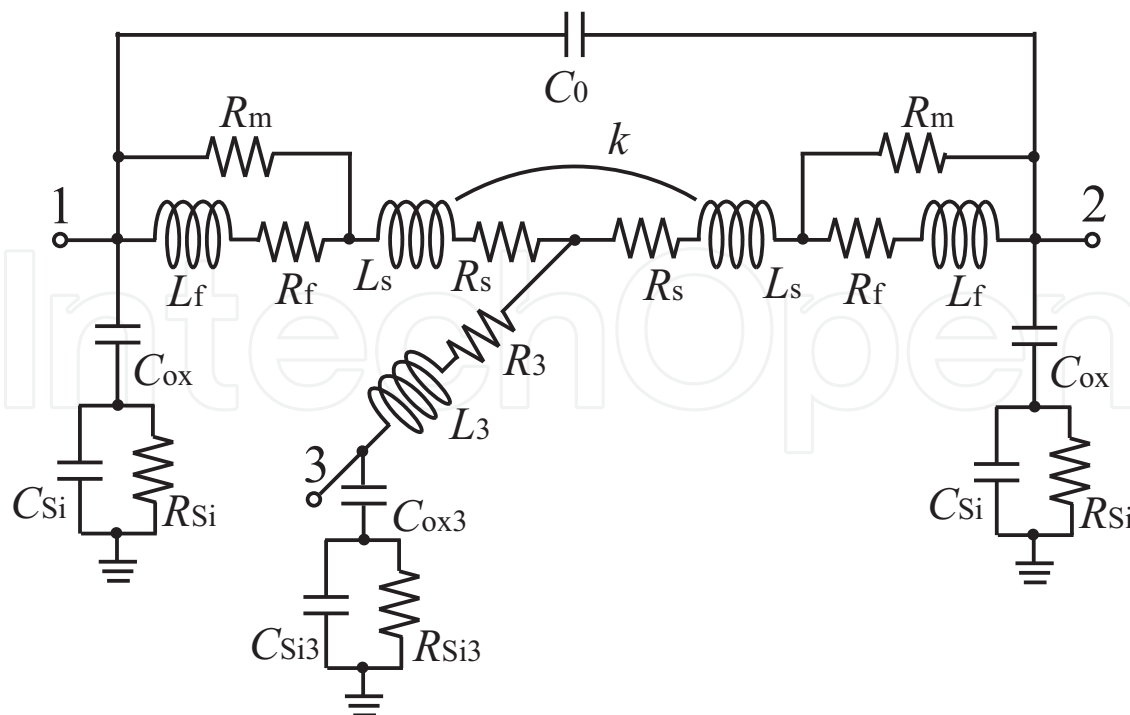 C0
Rm
Rm
k
1
2
Lf
Rf
Ls
Rs
Rs
Ls
Rf
Lf
Cox
R3
Cox
L3
3
CSi
RSi
Cox3
CSi
RSi
CSi3
RSi3
IntechOpen